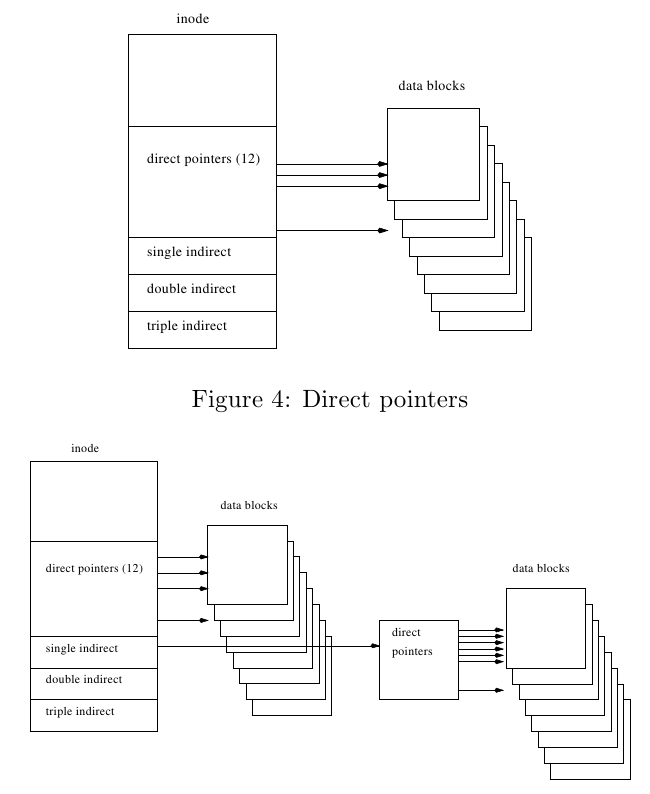 inode
data blocks
direct pointers (12)
single indirect
double indirect
triple indirect
Figure 4: Direct pointers
inode
data blocks
data blocks
direct pointers (12)
direct
pointers
single indirect
double indirect
triple indirect